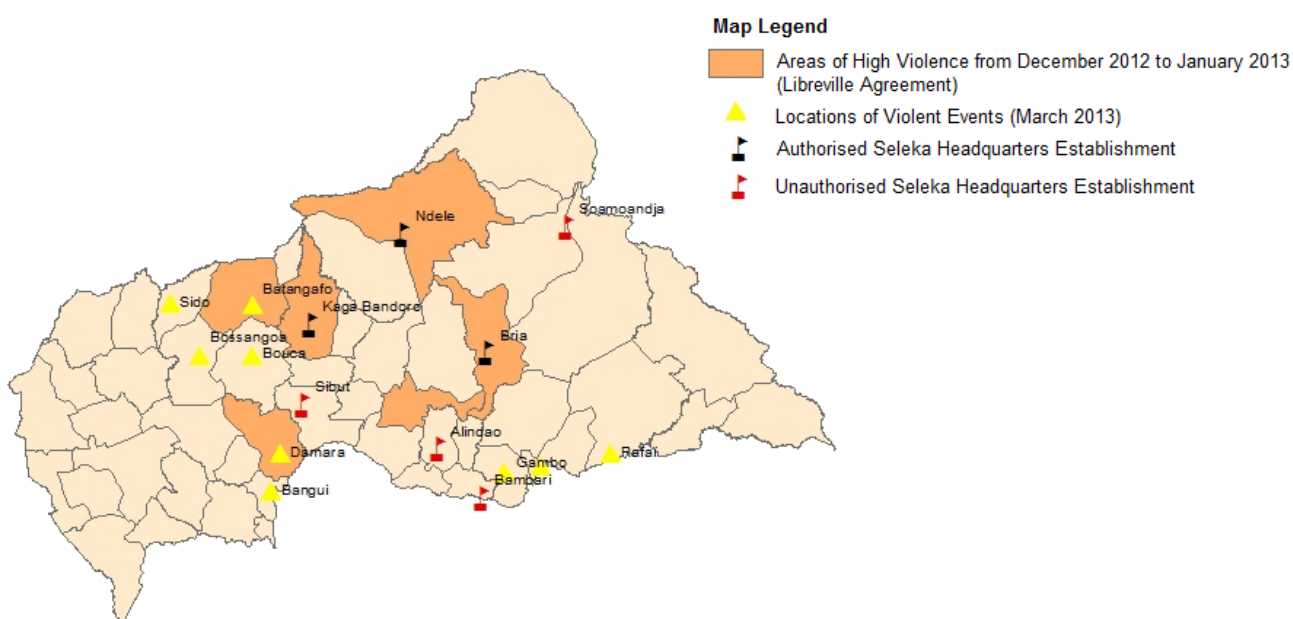 Map Legend
Areas of High Violence from December 2012 to January 2013
(Libreville Agreement)
Locations of Violent Events (March 2013)
Authorised Seleka Headquarters Establishment
Unauthorised Seleka Headquarters Establishment
Soamoandja
Ndele
Batangafo
Sido
Kaga Bandoro
Bossangoa
Bria
Bouca
Sibut
Alindao
Damara
Rafai
Gambo
Bambari
Bangui